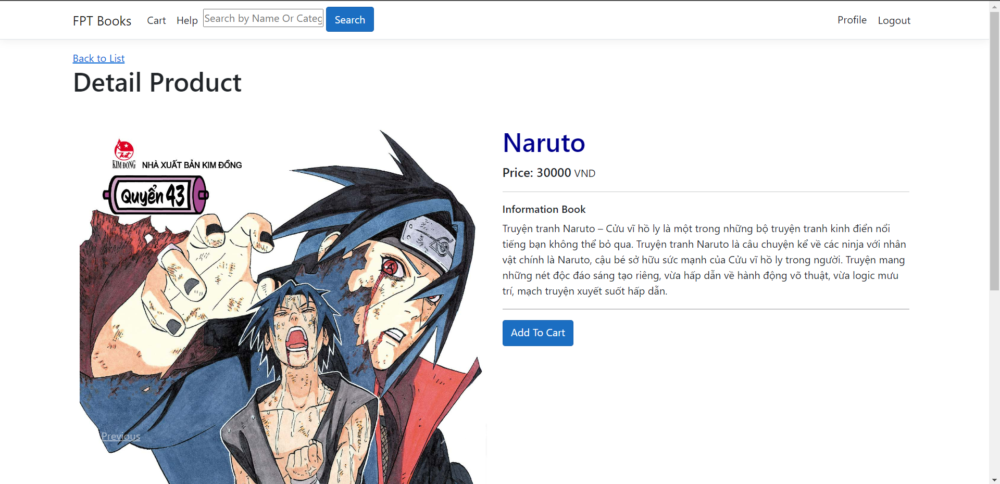 FPT Books Cart Help Search by Name Or Categ Search Profile Logout
Back to List
Detail Product
KIM ĐỒNG NHÀ XUẤT BẢN KIM ĐỒNG
Quyển 43
Previous
Naruto
Price: 30000 VND
Information Book
Truyện tranh Naruto – Cửu vĩ hồ ly là một trong những bộ truyện tranh kinh điển nổi
tiếng bạn không thể bỏ qua. Truyện tranh Naruto là câu chuyện kể về các ninja với nhân
vật chính là Naruto, cậu bé sở hữu sức mạnh của Cửu vĩ hồ ly trong người. Truyện mang
những nét độc đáo sáng tạo riêng, vừa hấp dẫn về hành động võ thuật, vừa logic mưu
trí, mạch truyện xuyết suốt hấp dẫn.
Add To Cart